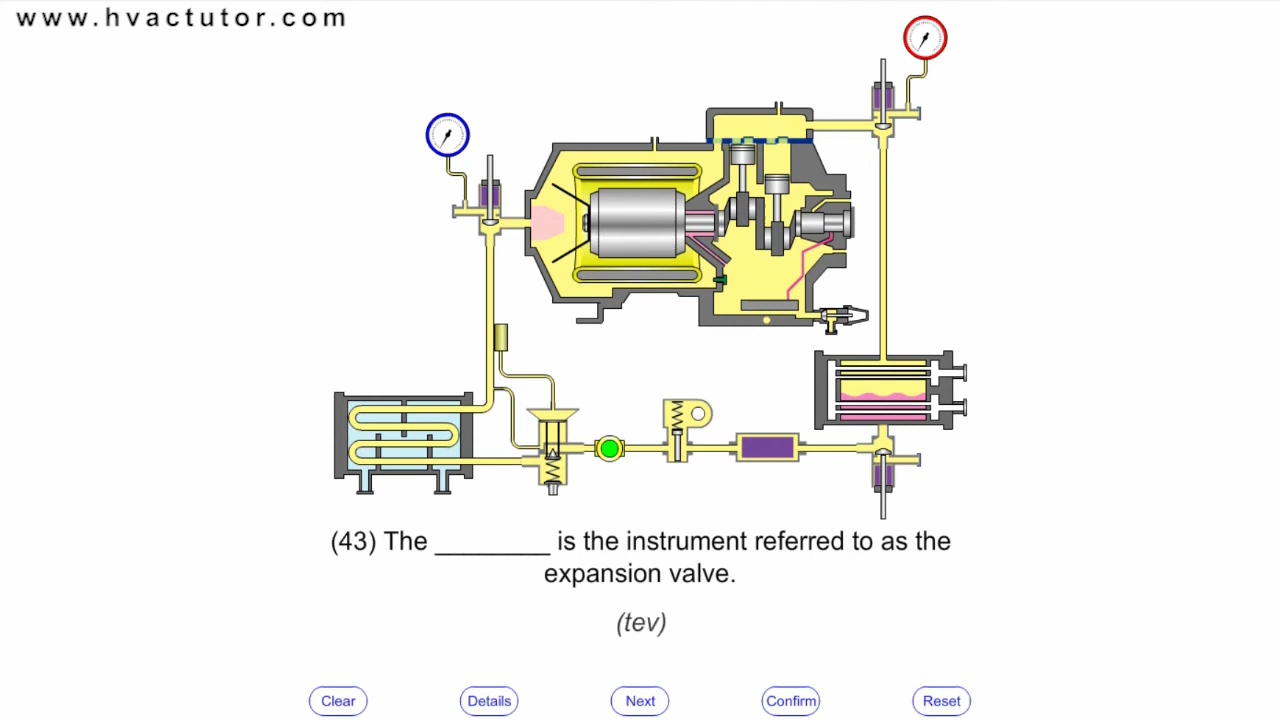 www.hvactutor.com
(43) The ________ is the instrument referred to as the
expansion valve.
(tev)
Clear
Details
Next
Confirm
Reset